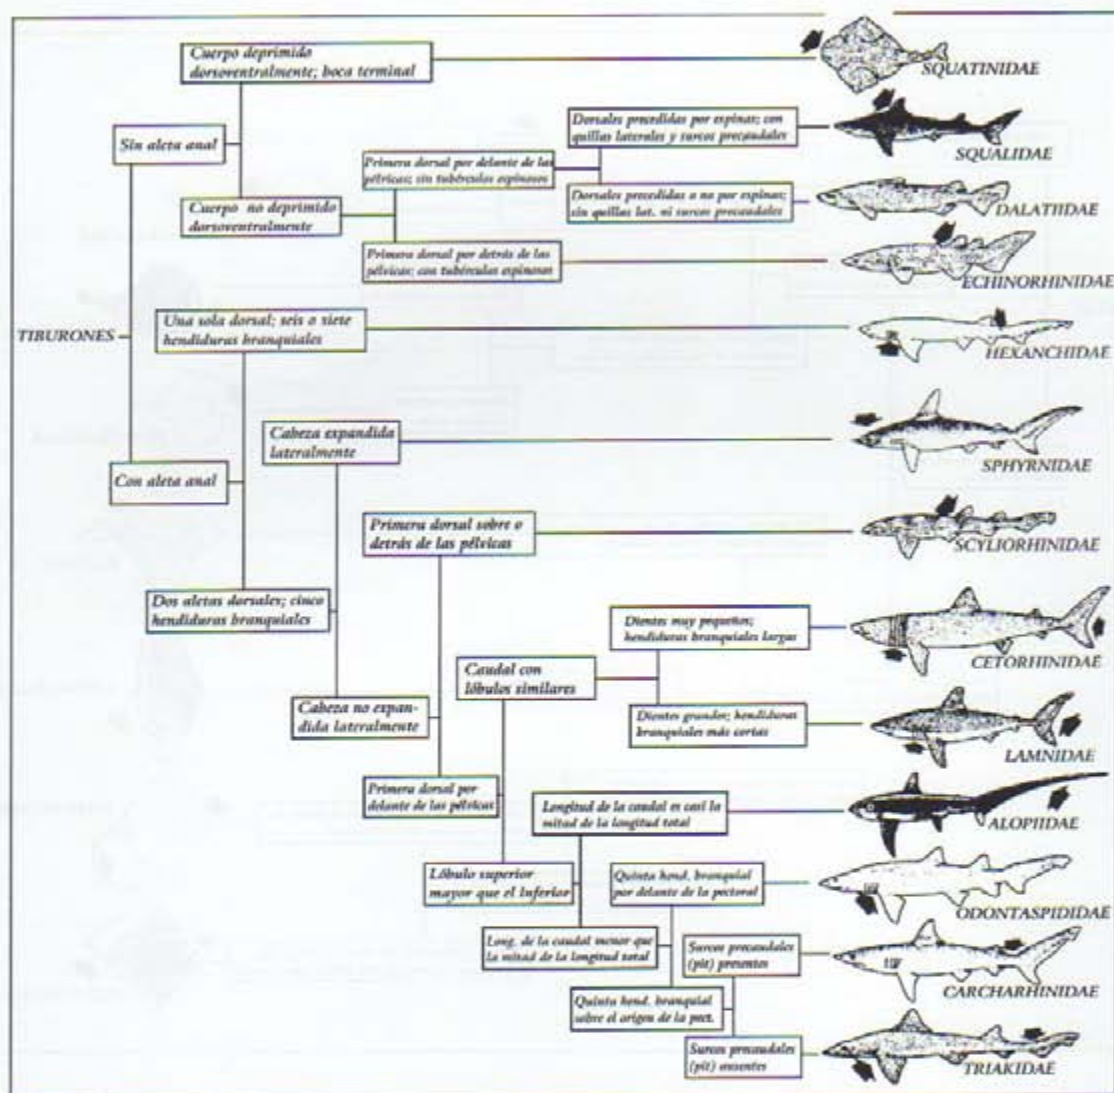 Cuerpo deprimido
dorsoventralmente; boca terminal
SQUATINIDAE
Sin aleta anal
Dorsales precedidas por espinas; con
quillas laterales y surcos precaudales
SQUALIDAE
Primera dorsal por delante de las
pélvicas; sin tubérculos espinosos
Dorsales precedidas o no por espinas;
sin quillas lat. ni surcos precaudales
DALATIIDAE
Cuerpo no deprimido
dorsoventralmente
Primera dorsal por detrás de las
pélvicas; con tubérculos espinosos
ECHINORHINIDAE
TIBURONES
Una sola dorsal; seis o siete
hendiduras branquiales
HEXANCHIDAE
Cabeza expandida
lateralmente
SPHYRNIDAE
Con aleta anal
Primera dorsal sobre o
detrás de las pélvicas
SCYLIORHINIDAE
Dos aletas dorsales; cinco
hendiduras branquiales
Dientes muy pequeños;
hendiduras branquiales largas
CETORHINIDAE
Caudal con
lóbulos similares
Cabeza no expan-
dida lateralmente
Dientes grandes; hendiduras
branquiales más cortas
LAMNIDAE
Primera dorsal por
delante de las pélvicas
Longitud de la caudal es casi la
mitad de la longitud total
ALOPIIDAE
Lóbulo superior
mayor que el inferior
Quinta hend. branquial
por delante de la pectoral
ODONTASPIDIDAE
Long. de la caudal menor que
la mitad de la longitud total
Surcos precaudales
(pit) presentes
CARCHARHINIDAE
Quinta hend. branquial
sobre el origen de la pect.
Surcos precaudales
(pit) ausentes
TRIAKIDAE